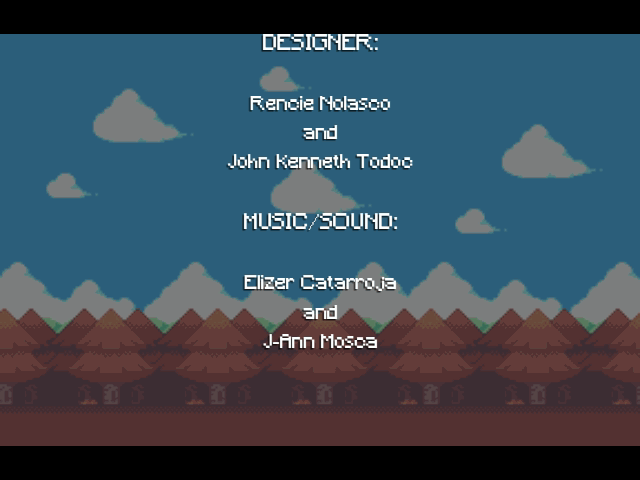 DESIGNER:
Rencie Nolasco
and
John Kenneth Todoc
MUSIC/SOUND:
Elizer Catarroja
and
J-Ann Mosca